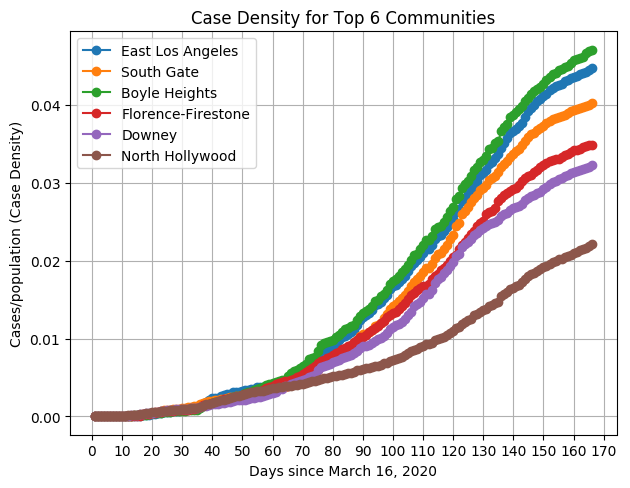 Case Density for Top 6 Communities
East Los Angeles
South Gate
Boyle Heights
Florence-Firestone
Downey
North Hollywood
Cases/population (Case Density)
0.04
0.03
0.02
0.01
0.00
0 10 20 30 40 50 60 70 80 90 100 110 120 130 140 150 160 170
Days since March 16, 2020